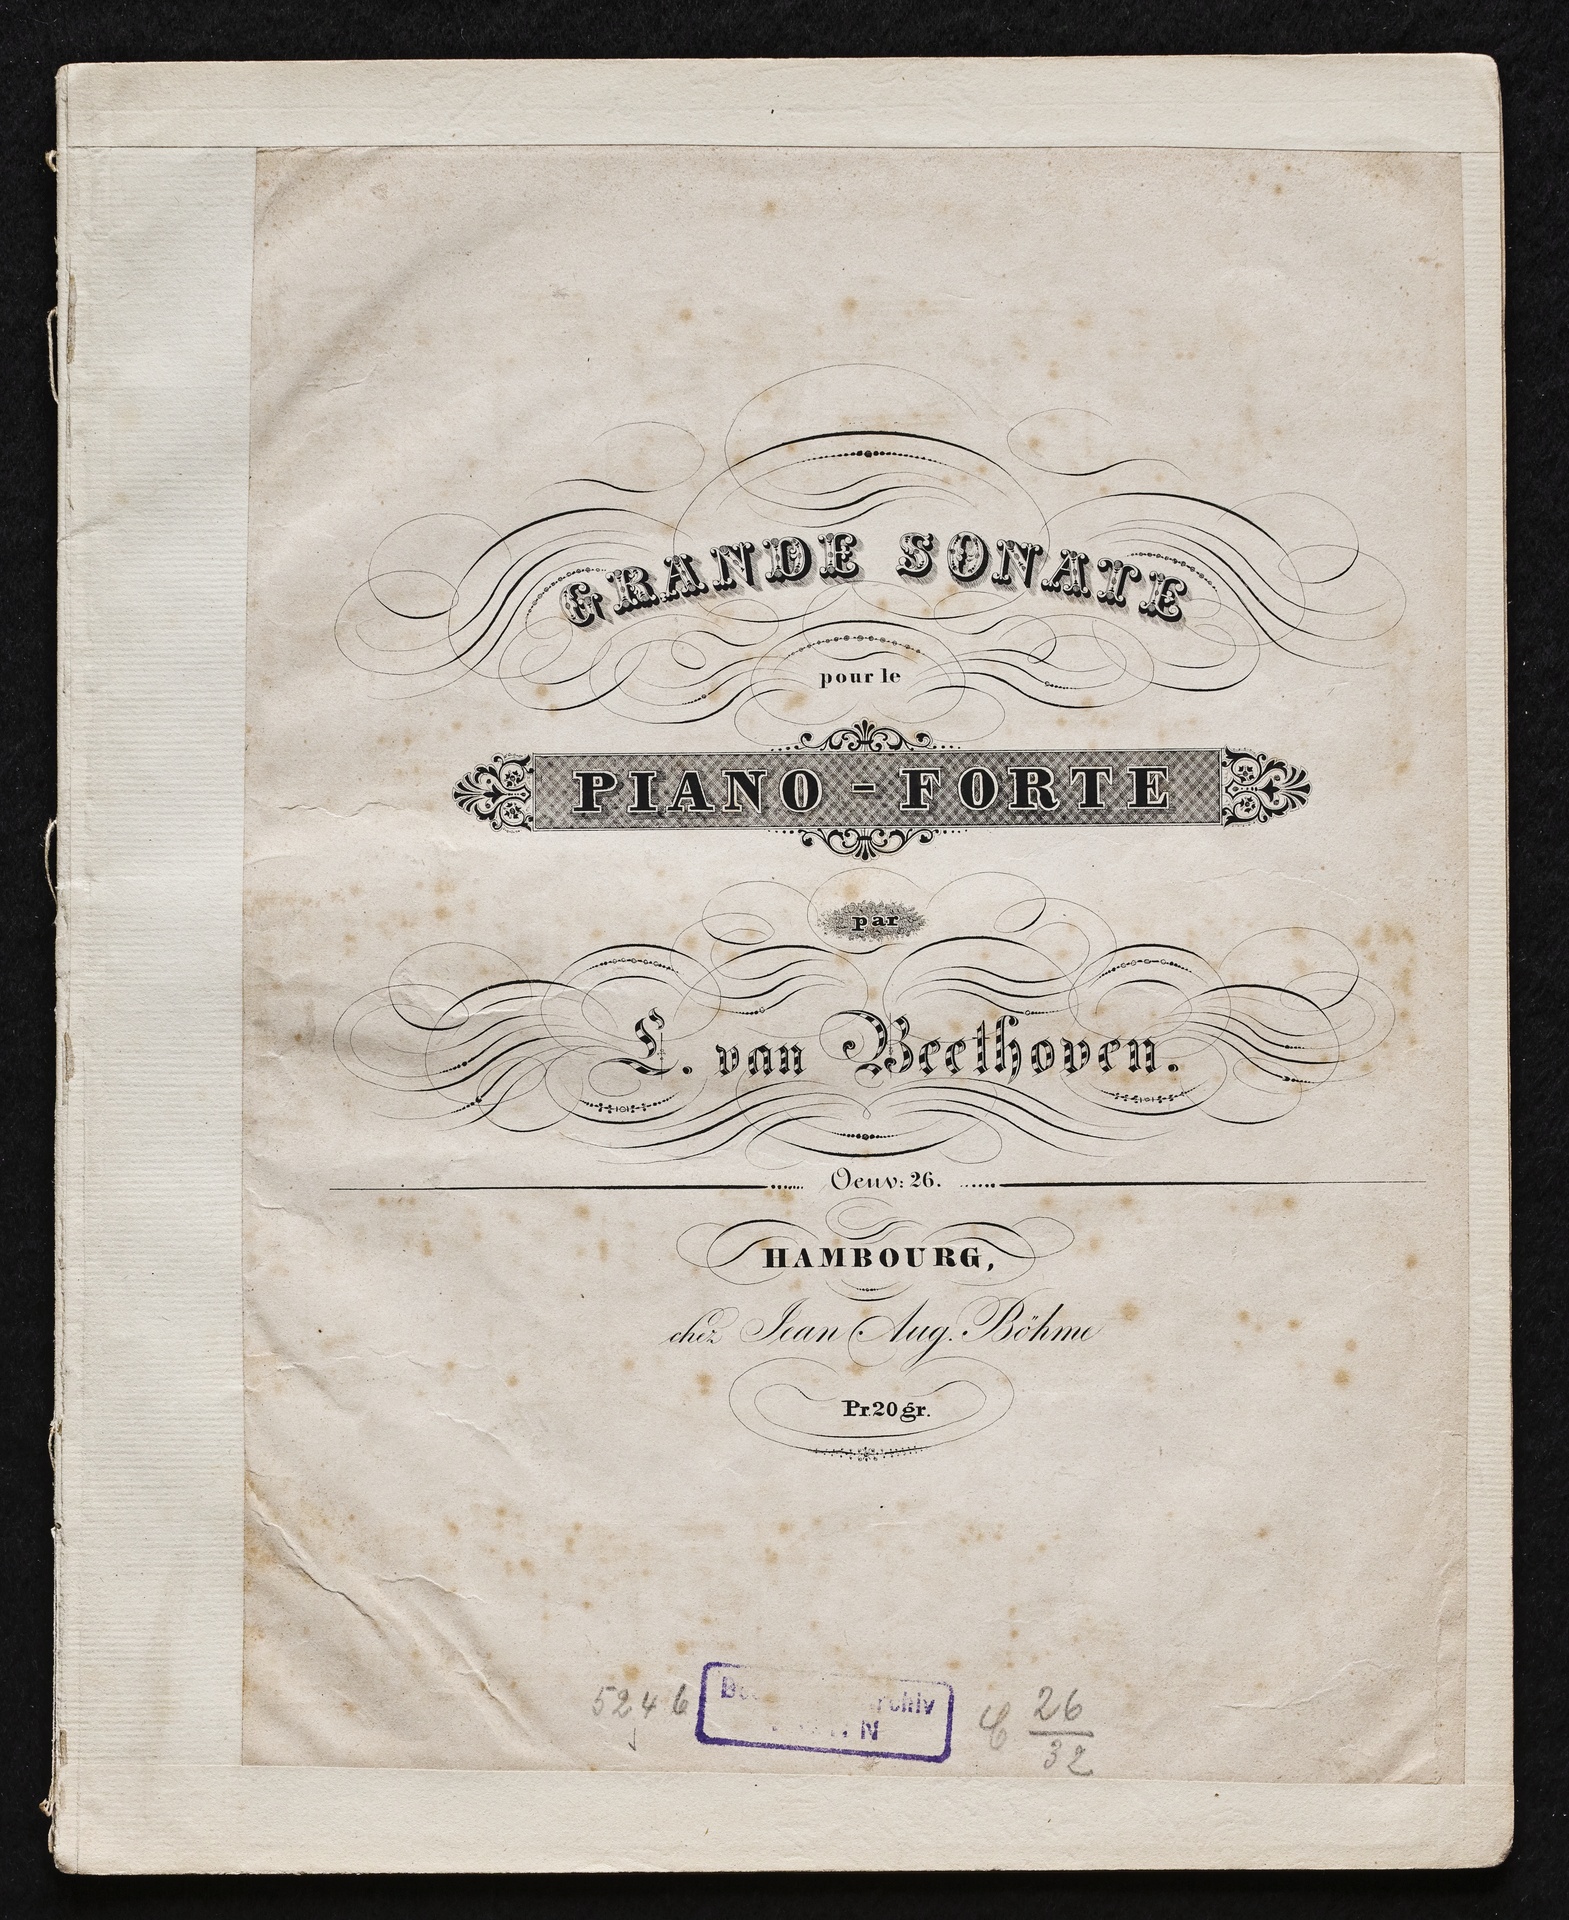 GRANDE SONATE
pour le
PIANO - FORTE
par
L. van Beethoven.
Oeuv: 26.
HAMBOURG,
chez Jean Aug. Böhme
Pr. 20 gr.
5246
C 26
32